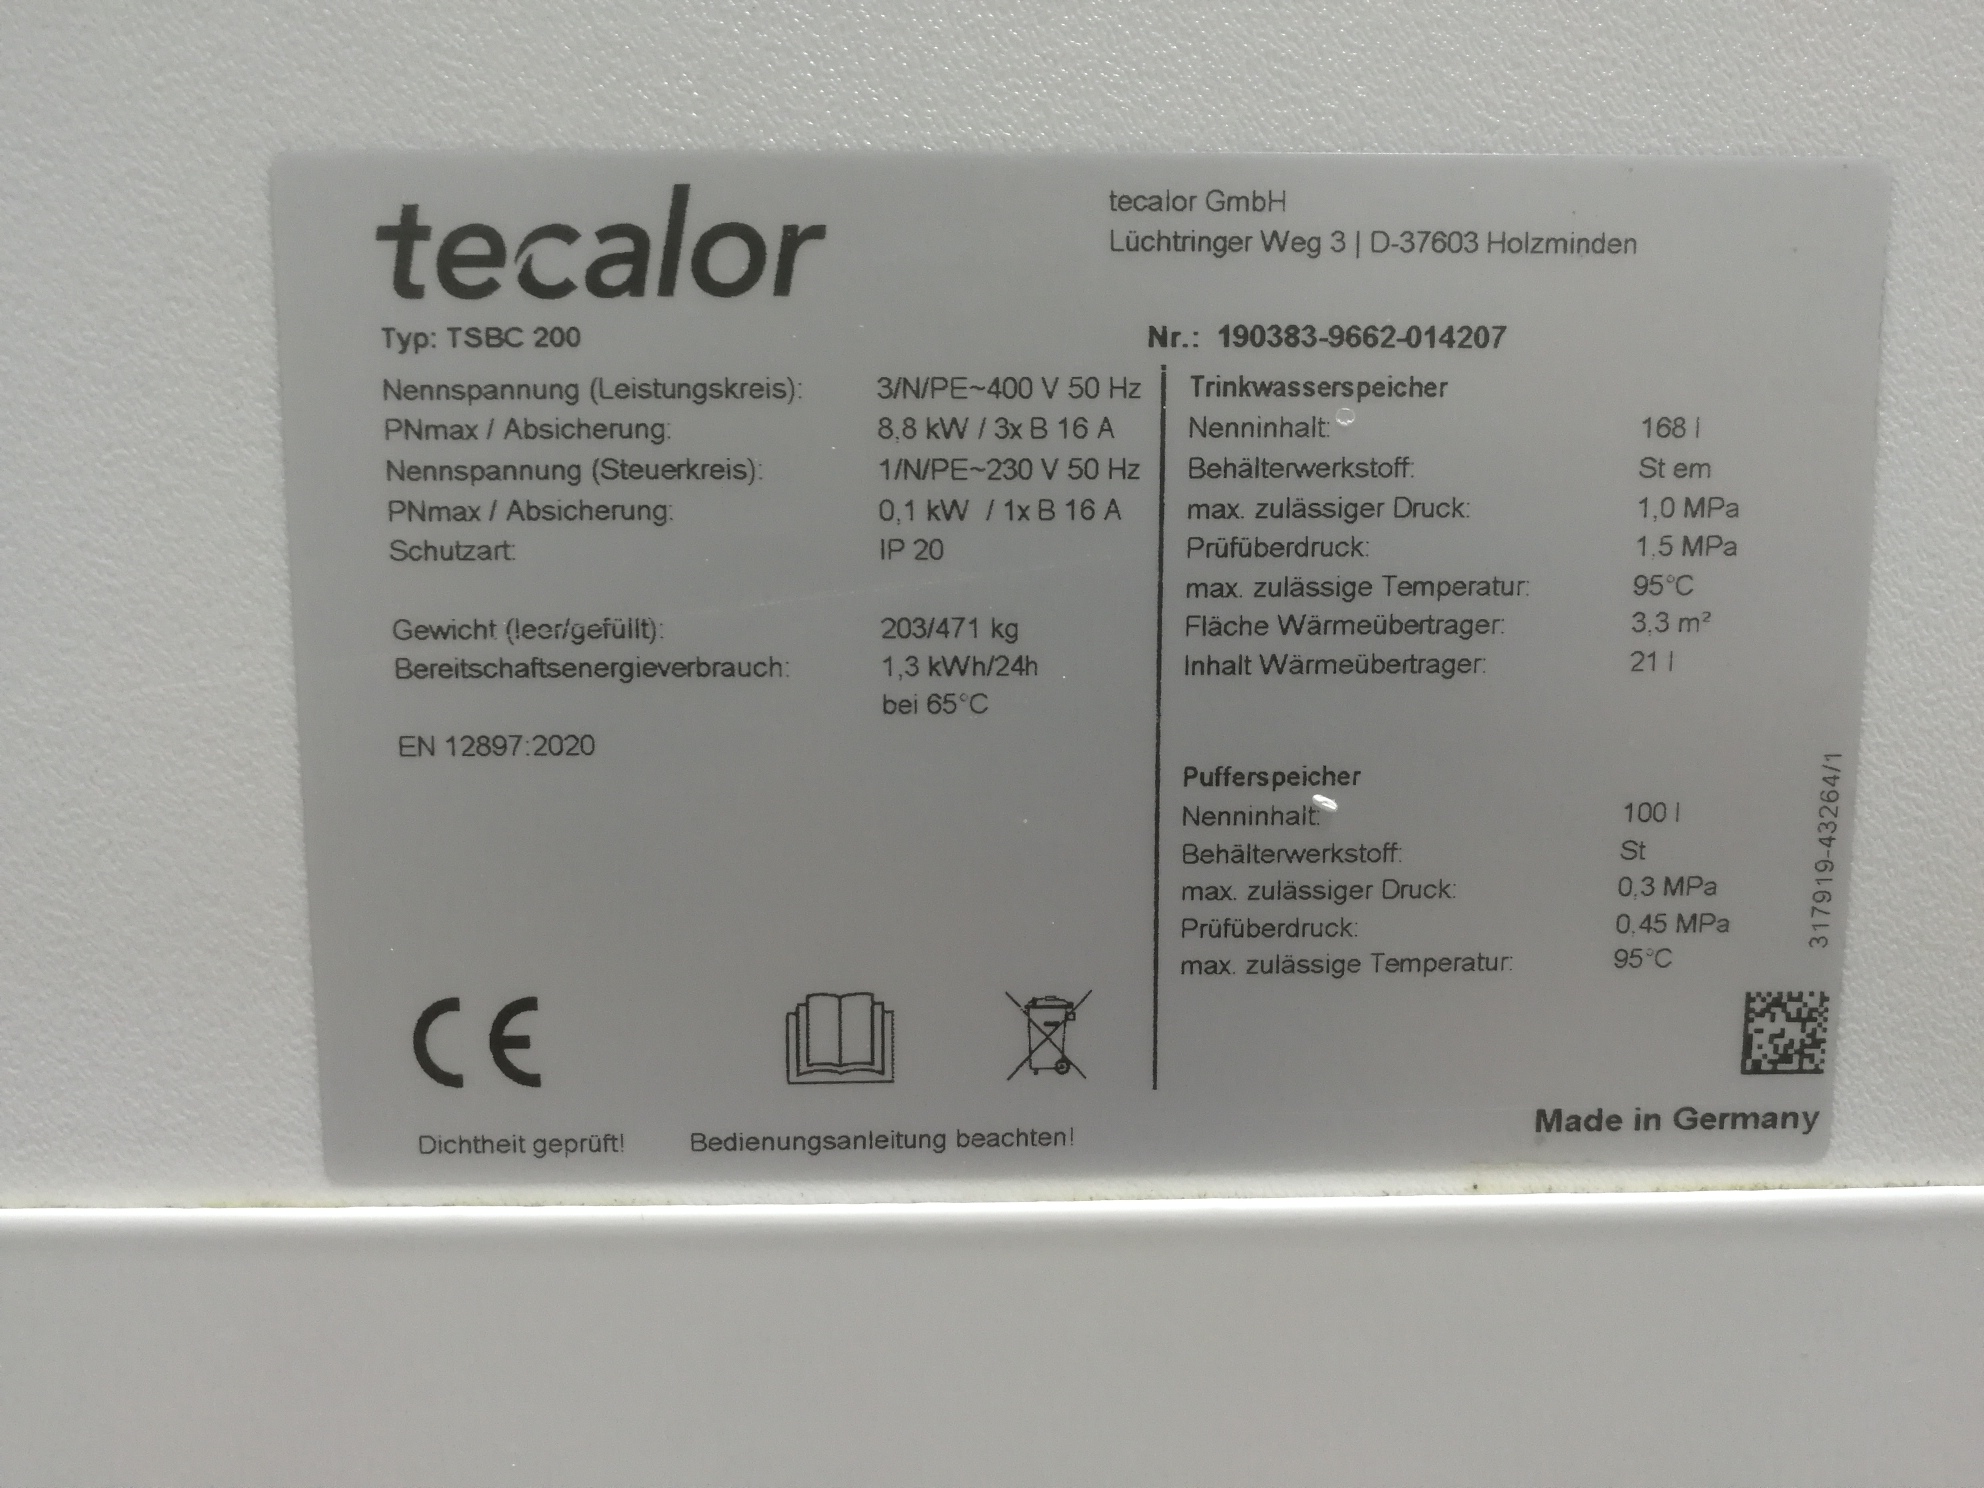 tecalor
tecalor GmbH
Lüchtringer Weg 3 | D-37603 Holzminden
Typ: TSBC 200
Nr.: 190383-9662-014207
Nennspannung (Leistungskreis): 3/N/PE~400 V 50 Hz
PNmax / Absicherung: 8,8 kW / 3x B 16 A
Nennspannung (Steuerkreis): 1/N/PE~230 V 50 Hz
PNmax / Absicherung: 0,1 kW / 1x B 16 A
Schutzart: IP 20
Gewicht (leer/gefüllt): 203/471 kg
Bereitschaftsenergieverbrauch: 1,3 kWh/24h
bei 65°C
EN 12897:2020
Trinkwasserspeicher
Nenninhalt: 168 l
Behälterwerkstoff: St em
max. zulässiger Druck: 1,0 MPa
Prüfüberdruck: 1,5 MPa
max. zulässige Temperatur: 95°C
Fläche Wärmeübertrager: 3,3 m²
Inhalt Wärmeübertrager: 21 l
Pufferspeicher
Nenninhalt: 100 l
Behälterwerkstoff: St
max. zulässiger Druck: 0,3 MPa
Prüfüberdruck: 0,45 MPa
max. zulässige Temperatur: 95°C
317919-43264/1
CE
Dichtheit geprüft!
Bedienungsanleitung beachten!
Made in Germany